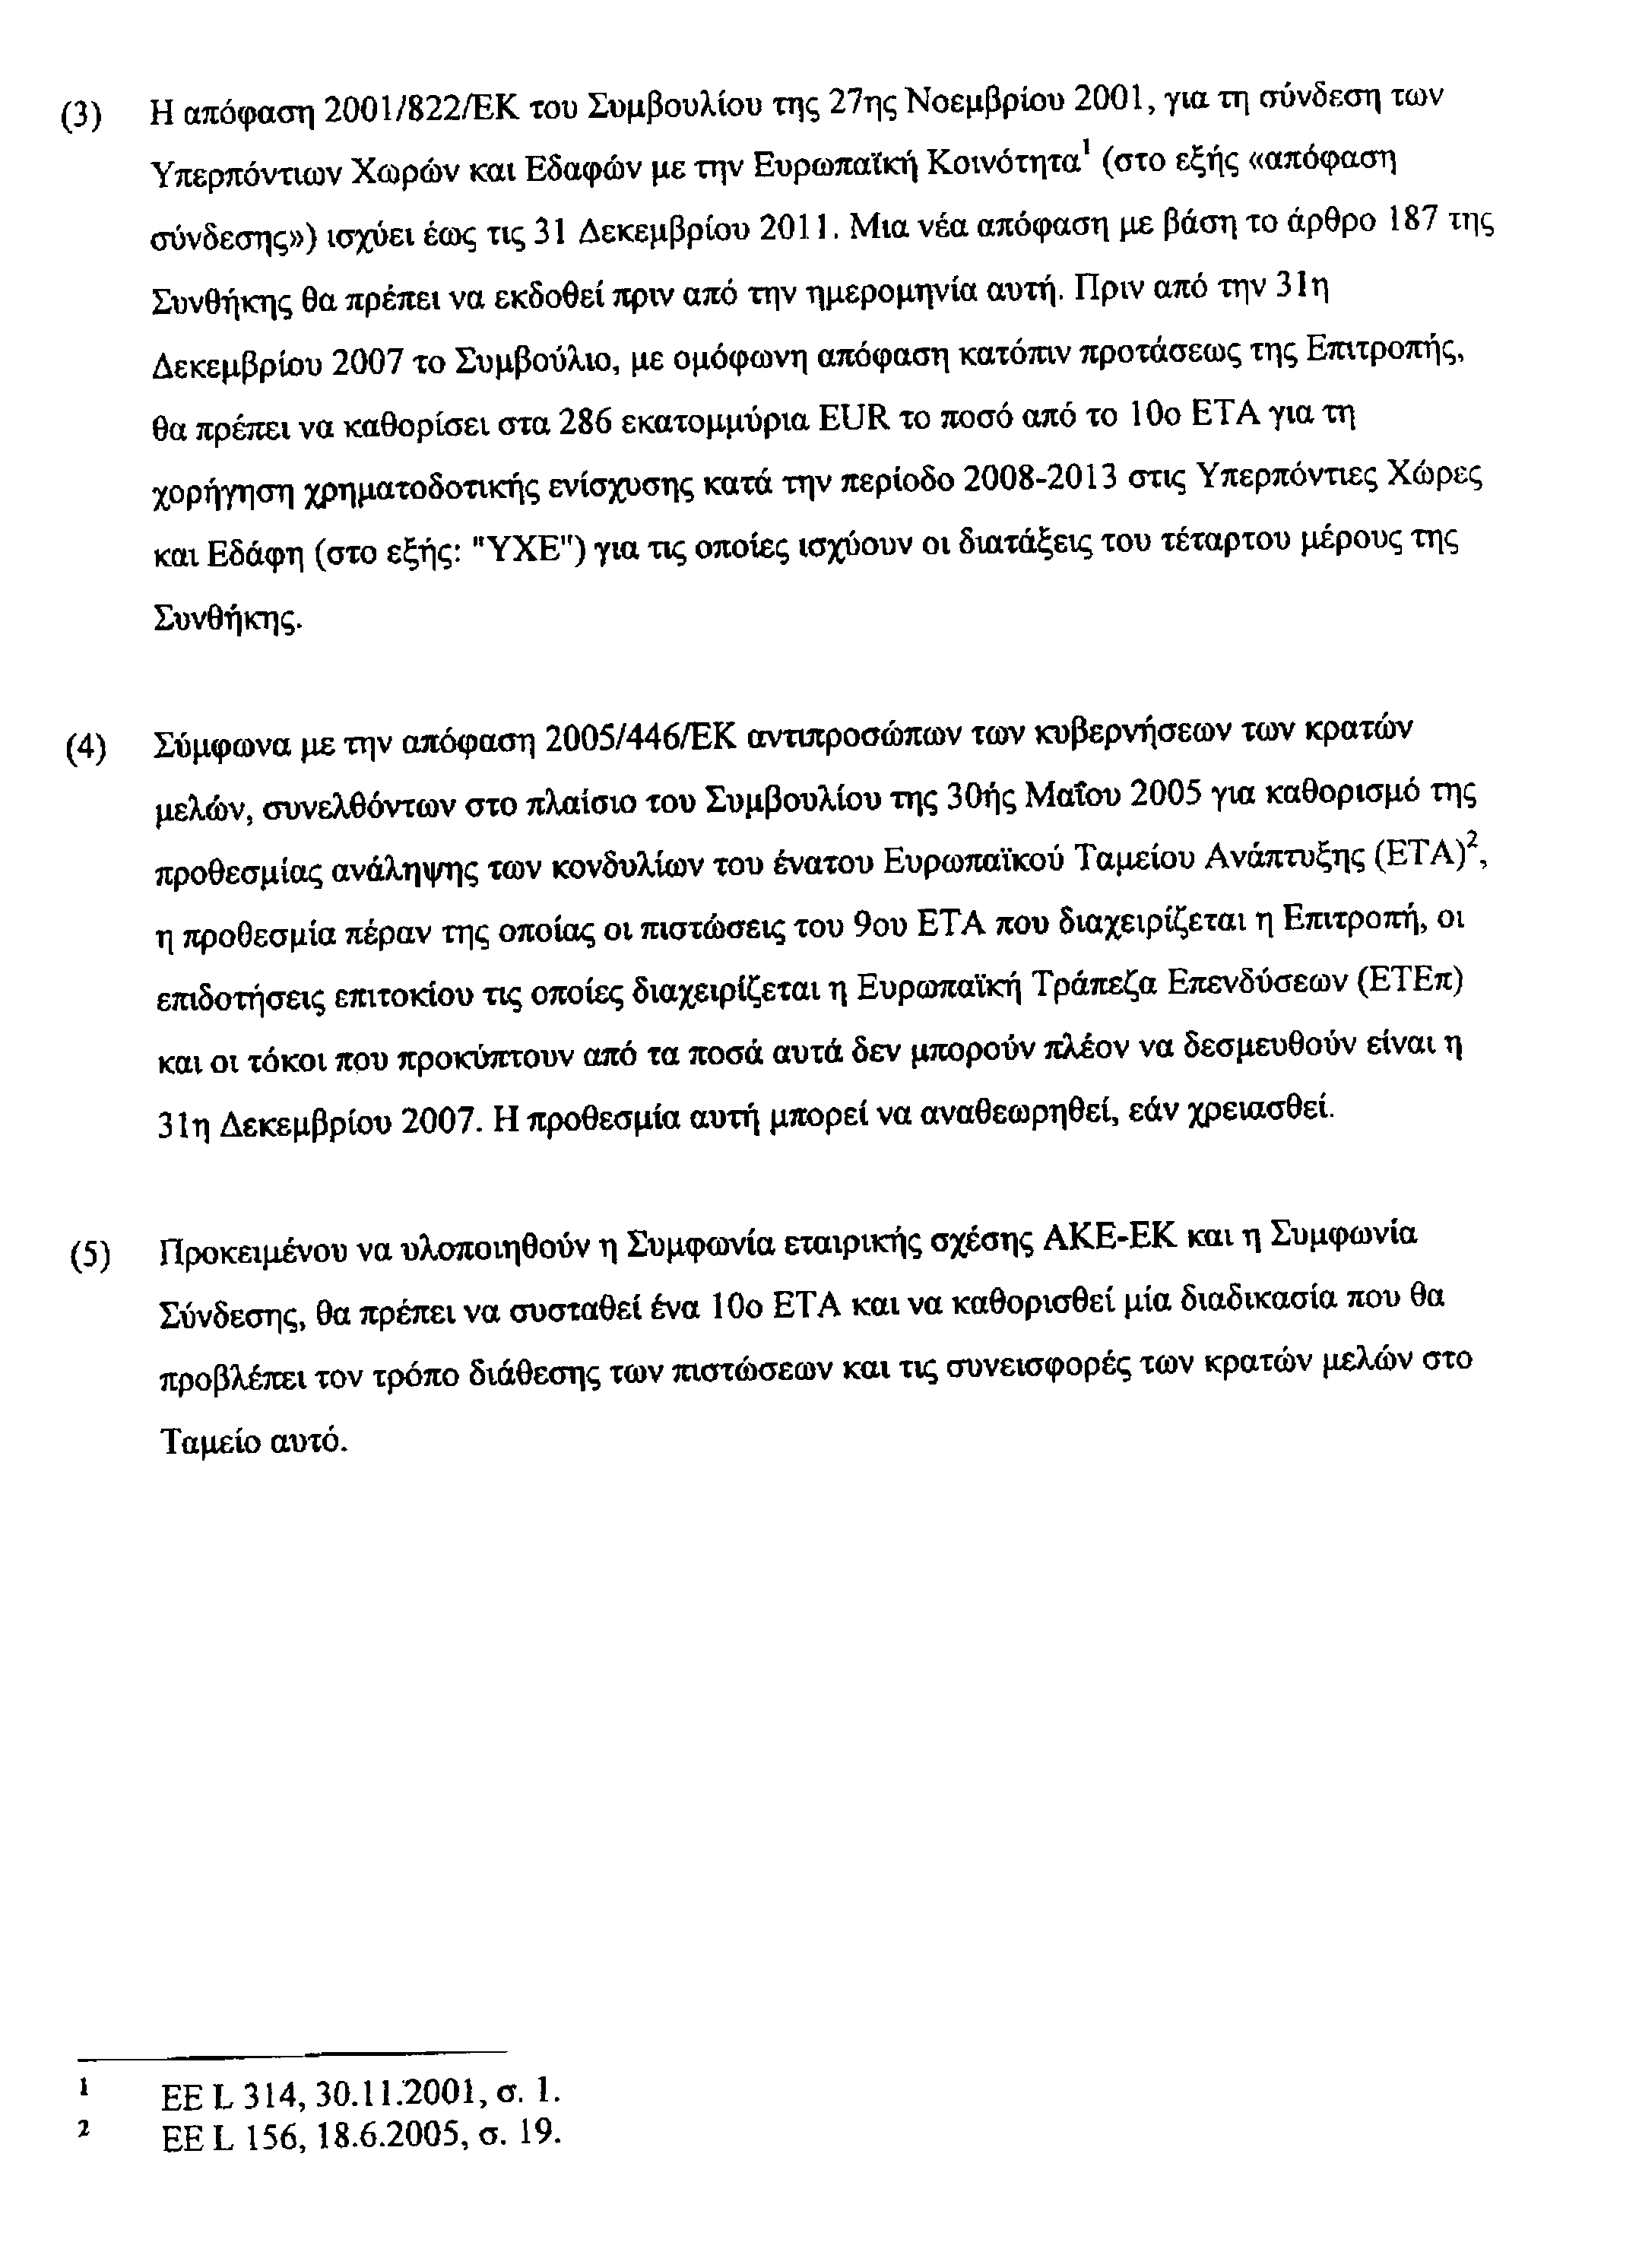 (3) Η απόφαση 2001/822/ΕΚ του Συμβουλίου της 27ης Νοεμβρίου 2001, για τη σύνδεση των
Υπερπόντιων Χωρών και Εδαφών με την Ευρωπαϊκή Κοινότητα¹ (στο εξής «απόφαση
σύνδεσης») ισχύει έως τις 31 Δεκεμβρίου 2011. Μια νέα απόφαση με βάση το άρθρο 187 της
Συνθήκης θα πρέπει να εκδοθεί πριν από την ημερομηνία αυτή. Πριν από την 31η
Δεκεμβρίου 2007 το Συμβούλιο, με ομόφωνη απόφαση κατόπιν προτάσεως της Επιτροπής,
θα πρέπει να καθορίσει στα 286 εκατομμύρια EUR το ποσό από το 10ο ΕΤΑ για τη
χορήγηση χρηματοδοτικής ενίσχυσης κατά την περίοδο 2008-2013 στις Υπερπόντιες Χώρες
και Εδάφη (στο εξής: "ΥΧΕ") για τις οποίες ισχύουν οι διατάξεις του τέταρτου μέρους της
Συνθήκης.
(4) Σύμφωνα με την απόφαση 2005/446/ΕΚ αντιπροσώπων των κυβερνήσεων των κρατών
μελών, συνελθόντων στο πλαίσιο του Συμβουλίου της 30ής Μαΐου 2005 για καθορισμό της
προθεσμίας ανάληψης των κονδυλίων του ένατου Ευρωπαϊκού Ταμείου Ανάπτυξης (ΕΤΑ)²,
η προθεσμία πέραν της οποίας οι πιστώσεις του 9ου ΕΤΑ που διαχειρίζεται η Επιτροπή, οι
επιδοτήσεις επιτοκίου τις οποίες διαχειρίζεται η Ευρωπαϊκή Τράπεζα Επενδύσεων (ΕΤΕπ)
και οι τόκοι που προκύπτουν από τα ποσά αυτά δεν μπορούν πλέον να δεσμευθούν είναι η
31η Δεκεμβρίου 2007. Η προθεσμία αυτή μπορεί να αναθεωρηθεί, εάν χρειασθεί.
(5) Προκειμένου να υλοποιηθούν η Συμφωνία εταιρικής σχέσης ΑΚΕ-ΕΚ και η Συμφωνία
Σύνδεσης, θα πρέπει να συσταθεί ένα 10ο ΕΤΑ και να καθορισθεί μία διαδικασία που θα
προβλέπει τον τρόπο διάθεσης των πιστώσεων και τις συνεισφορές των κρατών μελών στο
Ταμείο αυτό.
¹ ΕΕ L 314, 30.11.2001, σ. 1.
² ΕΕ L 156, 18.6.2005, σ. 19.